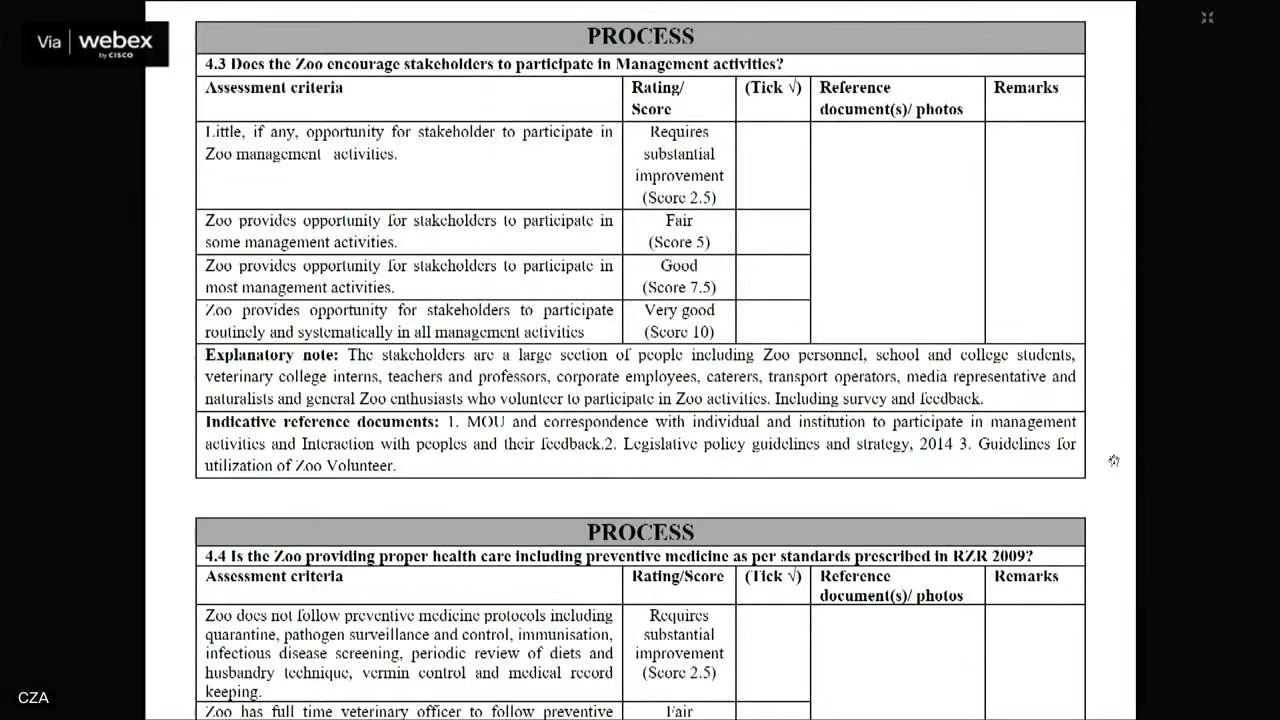 Via webex
by CISCO
PROCESS
4.3 Does the Zoo encourage stakeholders to participate in Management activities?
Assessment criteria
Rating/
Score
(Tick √)
Reference
document(s)/ photos
Remarks
Little, if any, opportunity for stakeholder to participate in
Zoo management activities.
Requires
substantial
improvement
(Score 2.5)
Zoo provides opportunity for stakeholders to participate in
some management activities.
Fair
(Score 5)
Zoo provides opportunity for stakeholders to participate in
most management activities.
Good
(Score 7.5)
Zoo provides opportunity for stakeholders to participate
routinely and systematically in all management activities
Very good
(Score 10)
Explanatory note: The stakeholders are a large section of people including Zoo personnel, school and college students,
veterinary college interns, teachers and professors, corporate employees, caterers, transport operators, media representative and
naturalists and general Zoo enthusiasts who volunteer to participate in Zoo activities. Including survey and feedback.
Indicative reference documents: 1. MOU and correspondence with individual and institution to participate in management
activities and Interaction with peoples and their feedback.2. Legislative policy guidelines and strategy, 2014 3. Guidelines for
utilization of Zoo Volunteer.
PROCESS
4.4 Is the Zoo providing proper health care including preventive medicine as per standards prescribed in RZR 2009?
Assessment criteria
Rating/Score
(Tick √)
Reference
document(s)/ photos
Remarks
Zoo does not follow preventive medicine protocols including
quarantine, pathogen surveillance and control, immunisation,
infectious disease screening, periodic review of diets and
husbandry technique, vermin control and medical record
keeping.
Requires
substantial
improvement
(Score 2.5)
Zoo has full time veterinary officer to follow preventive
Fair
CZA